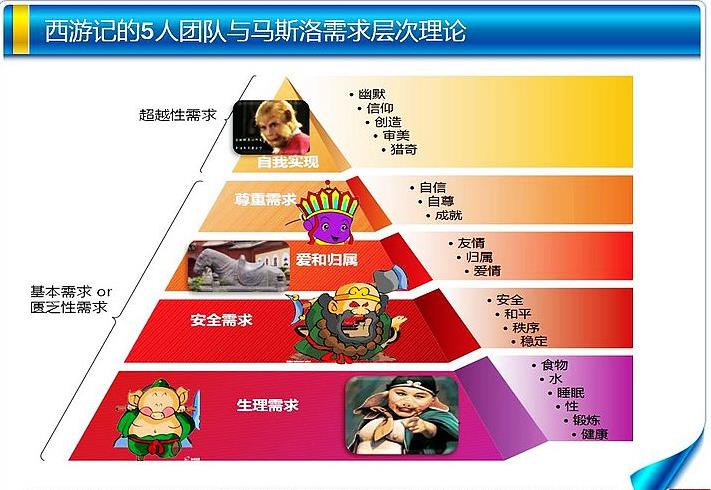 西游记的5人团队与马斯洛需求层次理论
超越性需求
自我实现
• 幽默
• 信仰
• 创造
• 审美
• 猎奇
基本需求 or
匮乏性需求
尊重需求
• 自信
• 自尊
• 成就
爱和归属
• 友情
• 归属
• 爱情
安全需求
• 安全
• 和平
• 秩序
• 稳定
生理需求
• 食物
• 水
• 睡眠
• 性
• 锻炼
• 健康